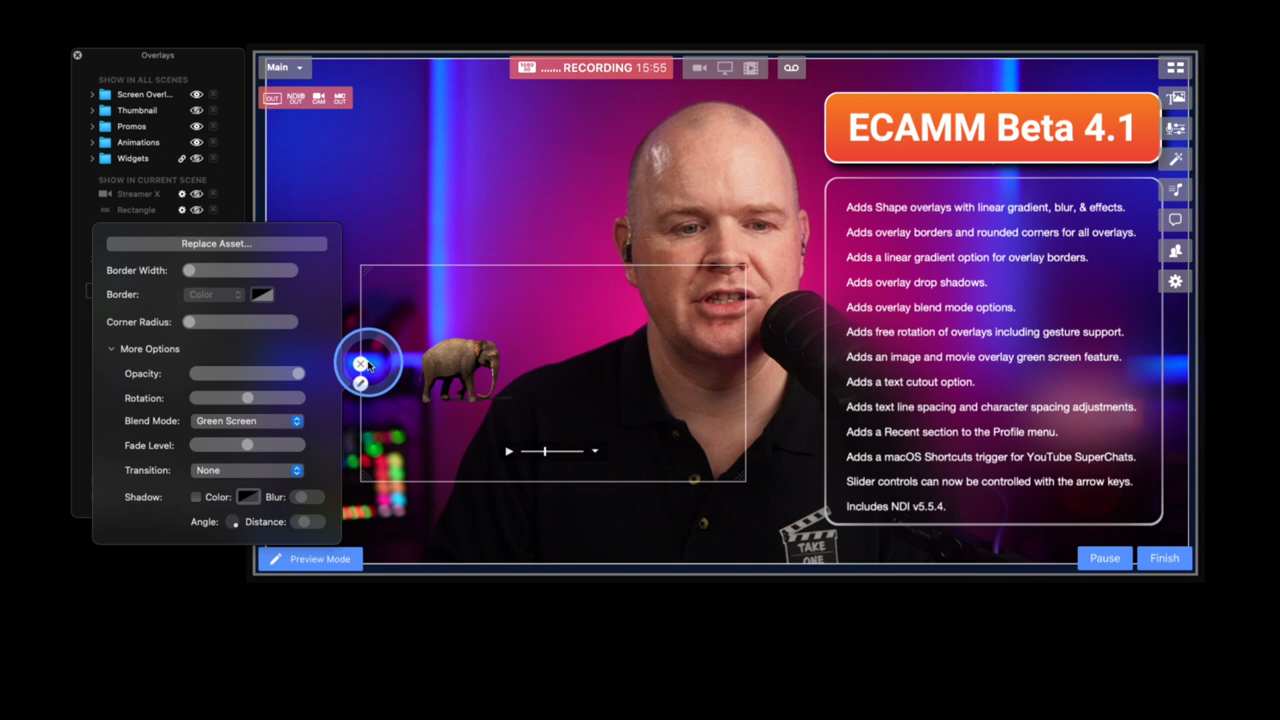 Overlays
SHOW IN ALL SCENES
Screen Overl...
Thumbnail
Promos
Animations
Widgets
SHOW IN CURRENT SCENE
Streamer X
Rectangle
Replace Asset...
Border Width:
Border: Color
Corner Radius:
More Options
Opacity:
Rotation:
Blend Mode: Green Screen
Fade Level:
Transition: None
Shadow: Color: Blur:
Angle: Distance:
Main
1080 50 ....... RECORDING 15:55
OUT NDI OUT CAM MIC OUT
ECAMM Beta 4.1
Adds Shape overlays with linear gradient, blur, & effects.
Adds overlay borders and rounded corners for all overlays.
Adds a linear gradient option for overlay borders.
Adds overlay drop shadows.
Adds overlay blend mode options.
Adds free rotation of overlays including gesture support.
Adds an image and movie overlay green screen feature.
Adds a text cutout option.
Adds text line spacing and character spacing adjustments.
Adds a Recent section to the Profile menu.
Adds a macOS Shortcuts trigger for YouTube SuperChats.
Slider controls can now be controlled with the arrow keys.
Includes NDI v5.5.4.
TAKE
ONE
Preview Mode
Pause
Finish